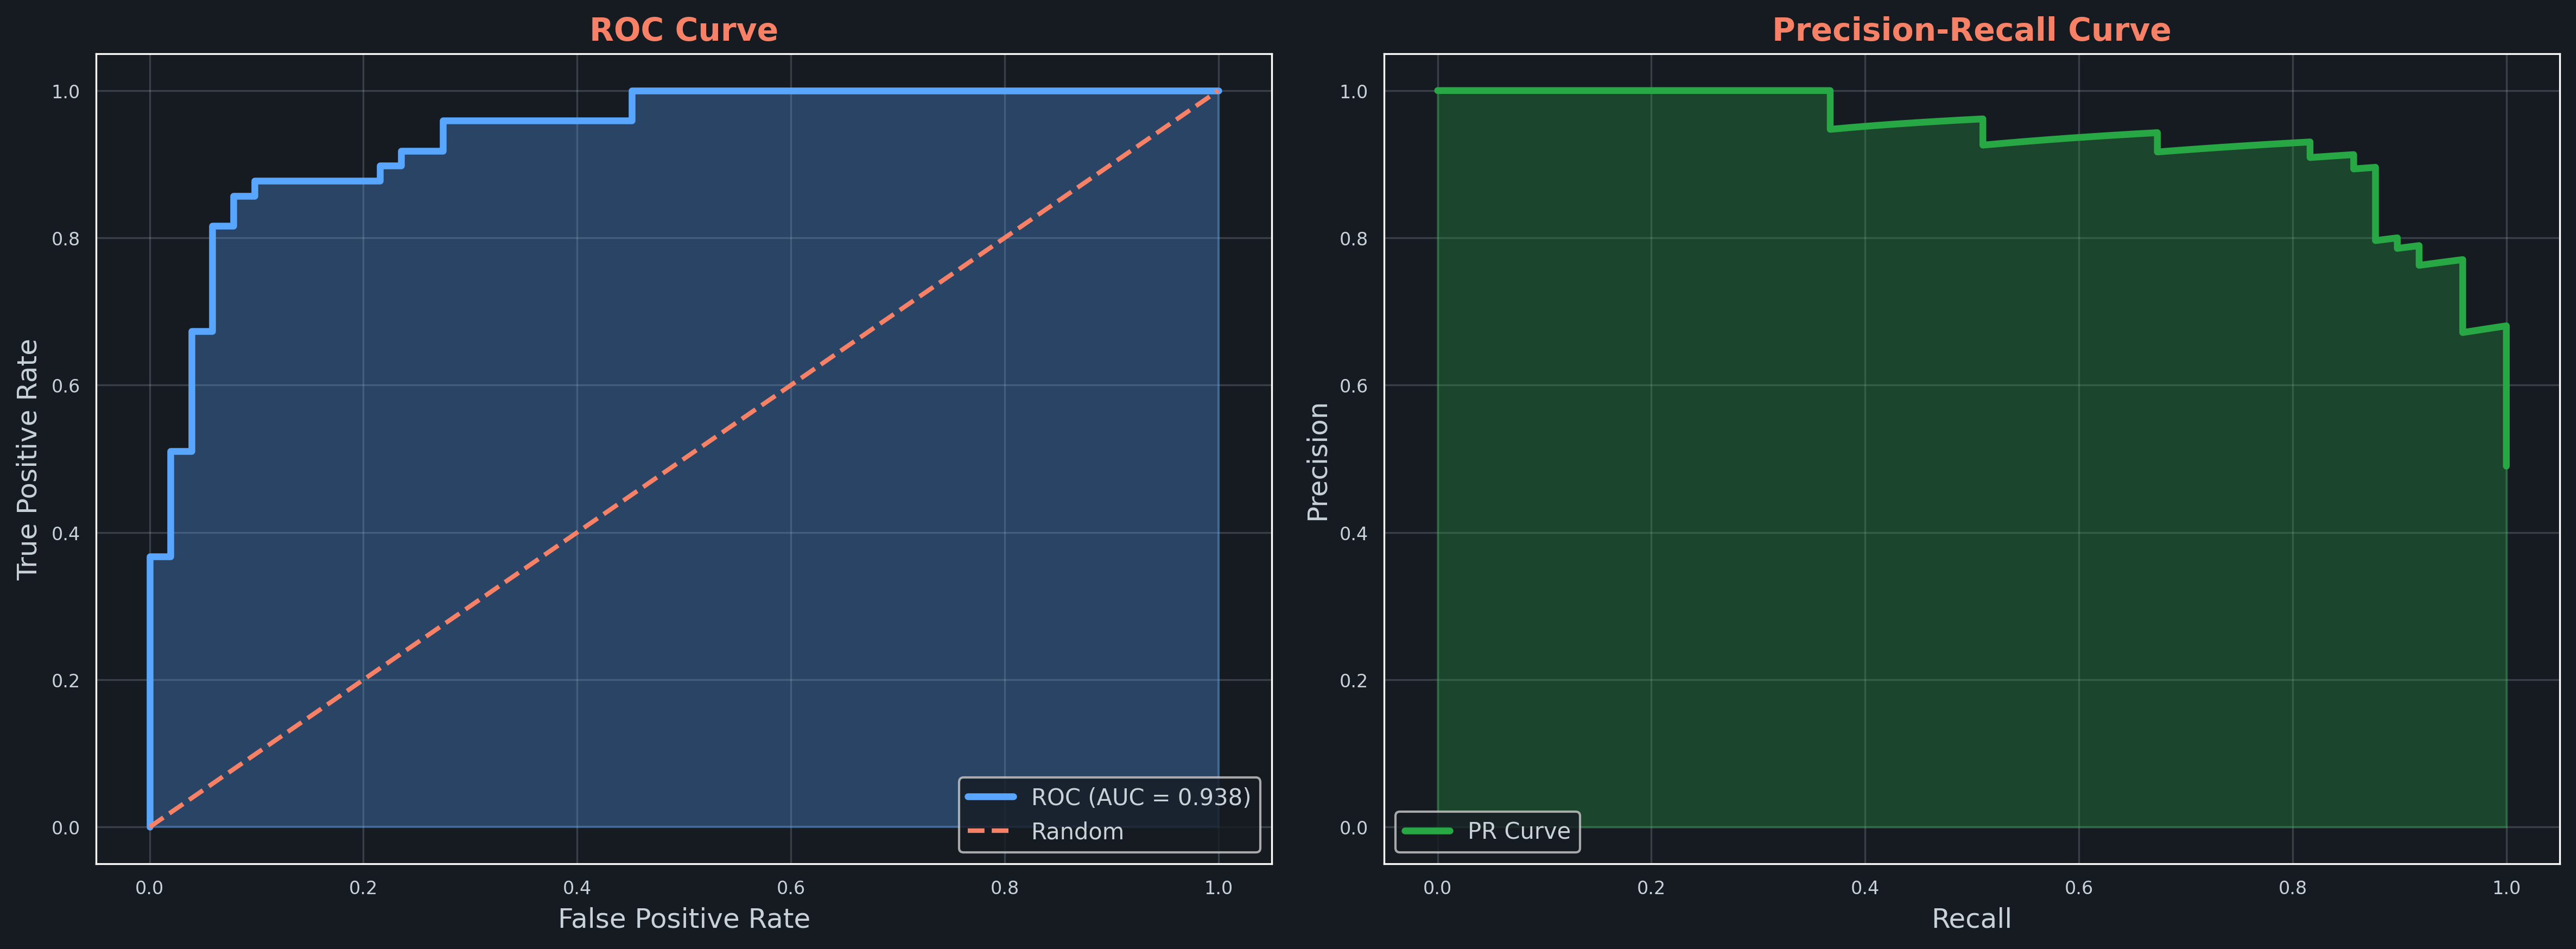 ROC Curve
1.0
0.8
0.6
0.4
0.2
0.0
True Positive Rate
0.0 0.2 0.4 0.6 0.8 1.0
False Positive Rate
ROC (AUC = 0.938)
Random
Precision-Recall Curve
1.0
0.8
0.6
0.4
0.2
0.0
Precision
0.0 0.2 0.4 0.6 0.8 1.0
Recall
PR Curve